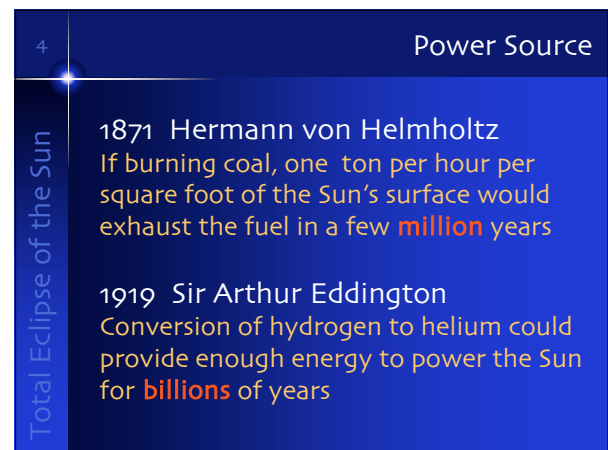 4
Power Source
Total Eclipse of the Sun
1871 Hermann von Helmholtz
If burning coal, one ton per hour per
square foot of the Sun's surface would
exhaust the fuel in a few million years
1919 Sir Arthur Eddington
Conversion of hydrogen to helium could
provide enough energy to power the Sun
for billions of years